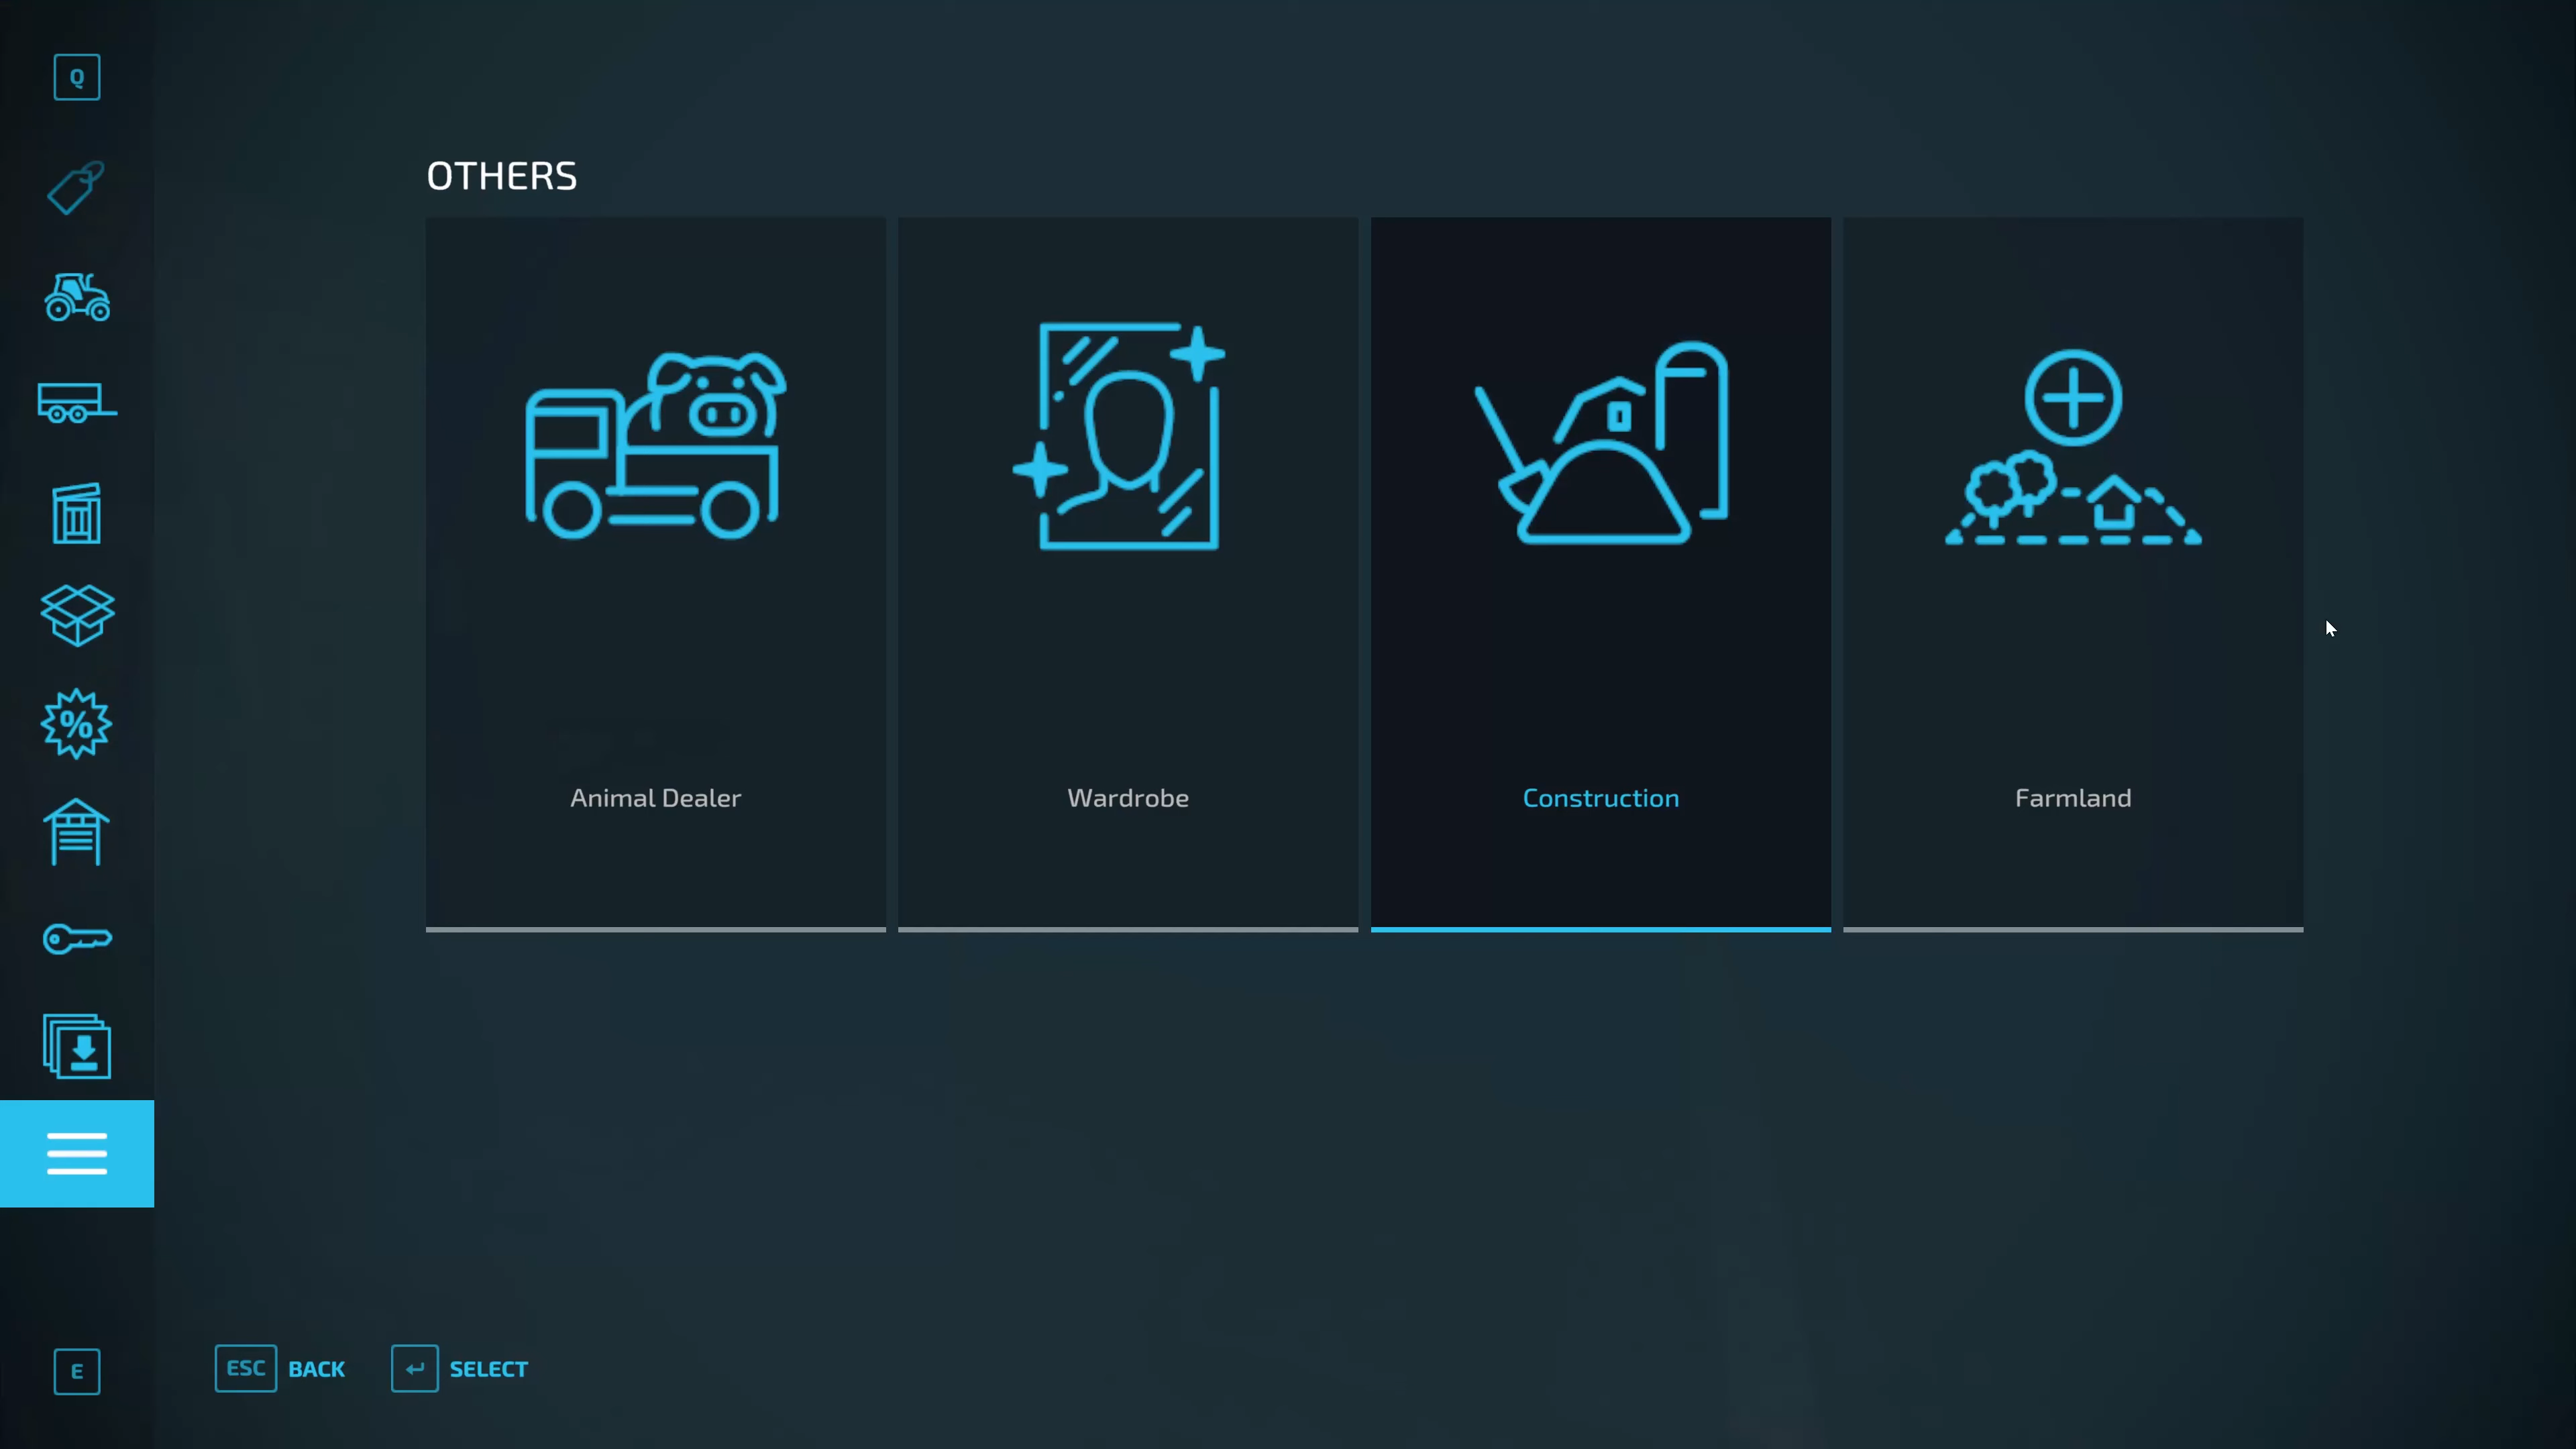 Q
OTHERS
Animal Dealer
Wardrobe
Construction
Farmland
%
E
ESC BACK
SELECT